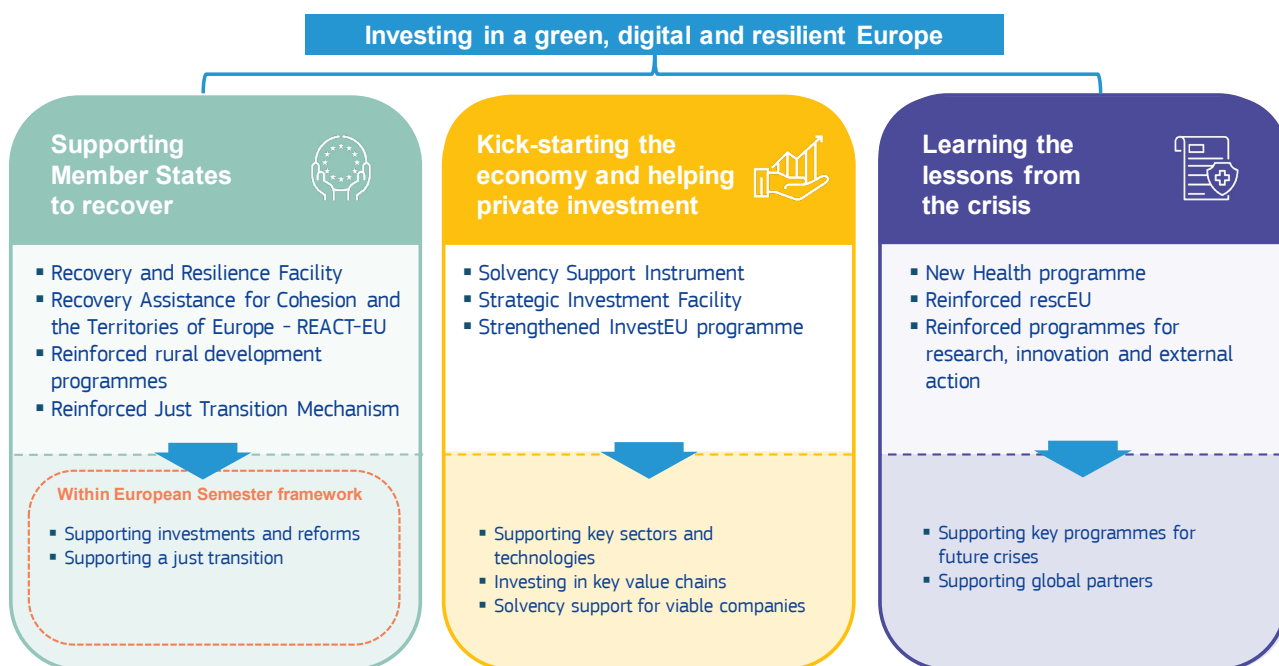 Investing in a green, digital and resilient Europe
Supporting
Member States
to recover
▪ Recovery and Resilience Facility
▪ Recovery Assistance for Cohesion and
the Territories of Europe - REACT-EU
▪ Reinforced rural development
programmes
▪ Reinforced Just Transition Mechanism
Within European Semester framework
▪ Supporting investments and reforms
▪ Supporting a just transition
Kick-starting the
economy and helping
private investment
▪ Solvency Support Instrument
▪ Strategic Investment Facility
▪ Strengthened InvestEU programme
▪ Supporting key sectors and
technologies
▪ Investing in key value chains
▪ Solvency support for viable companies
Learning the
lessons from
the crisis
▪ New Health programme
▪ Reinforced rescEU
▪ Reinforced programmes for
research, innovation and external
action
▪ Supporting key programmes for
future crises
▪ Supporting global partners